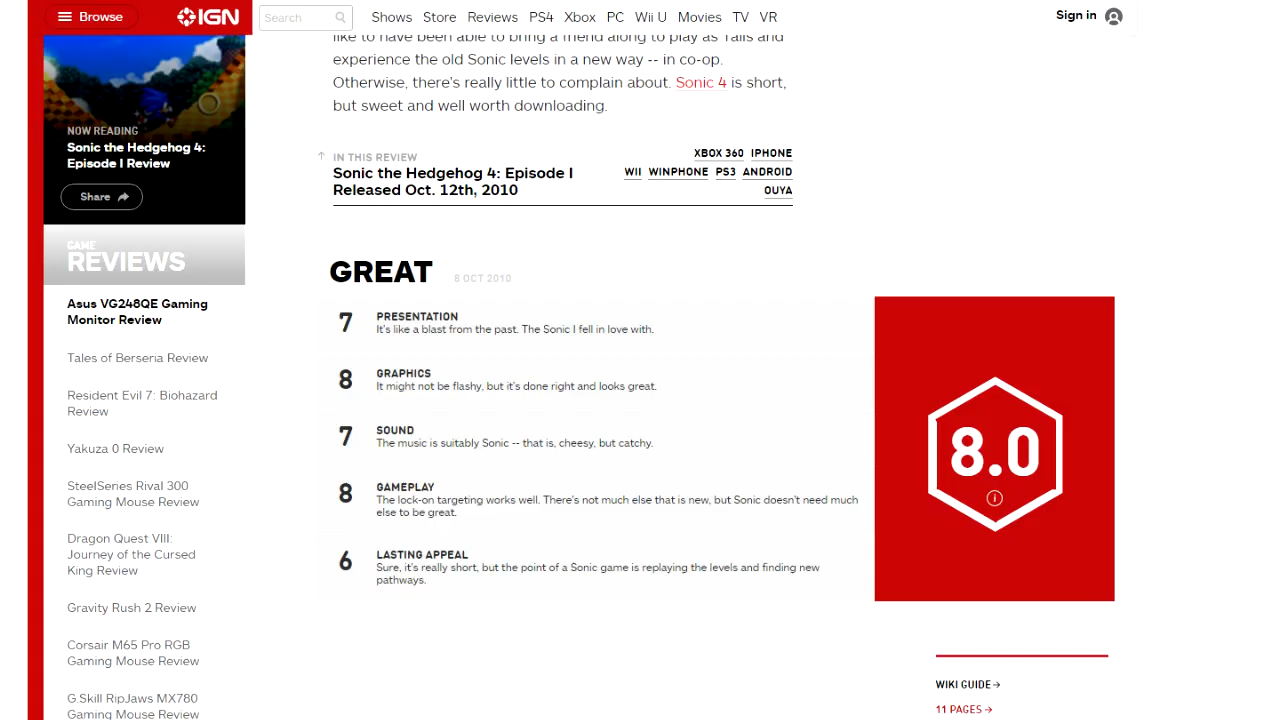 Browse
IGN
Search
Shows Store Reviews PS4 Xbox PC Wii U Movies TV VR
Sign in
like to have been able to bring a friend along to play as Tails and
experience the old Sonic levels in a new way -- in co-op.
Otherwise, there's really little to complain about. Sonic 4 is short,
but sweet and well worth downloading.
NOW READING
Sonic the Hedgehog 4:
Episode I Review
Share
GAME
REVIEWS
Asus VG248QE Gaming
Monitor Review
Tales of Berseria Review
Resident Evil 7: Biohazard
Review
Yakuza 0 Review
SteelSeries Rival 300
Gaming Mouse Review
Dragon Quest VIII:
Journey of the Cursed
King Review
Gravity Rush 2 Review
Corsair M65 Pro RGB
Gaming Mouse Review
G.Skill RipJaws MX780
Gaming Mouse Review
IN THIS REVIEW
Sonic the Hedgehog 4: Episode I
Released Oct. 12th, 2010
XBOX 360 IPHONE
WII WINPHONE PS3 ANDROID
OUYA
GREAT 8 OCT 2010
7 PRESENTATION
It's like a blast from the past. The Sonic I fell in love with.
8 GRAPHICS
It might not be flashy, but it's done right and looks great.
7 SOUND
The music is suitably Sonic -- that is, cheesy, but catchy.
8 GAMEPLAY
The lock-on targeting works well. There's not much else that is new, but Sonic doesn't need much
else to be great.
6 LASTING APPEAL
Sure, it's really short, but the point of a Sonic game is replaying the levels and finding new
pathways.
8.0
WIKI GUIDE →
11 PAGES →